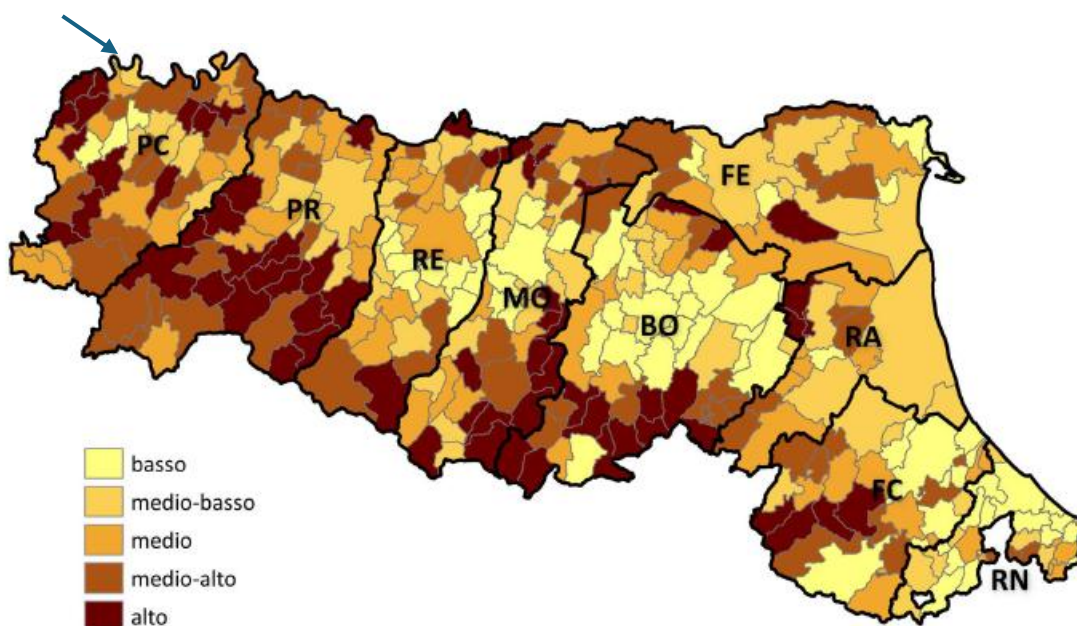 PC
PR
RE
MO
BO
FE
RA
FC
RN
basso
medio-basso
medio
medio-alto
alto